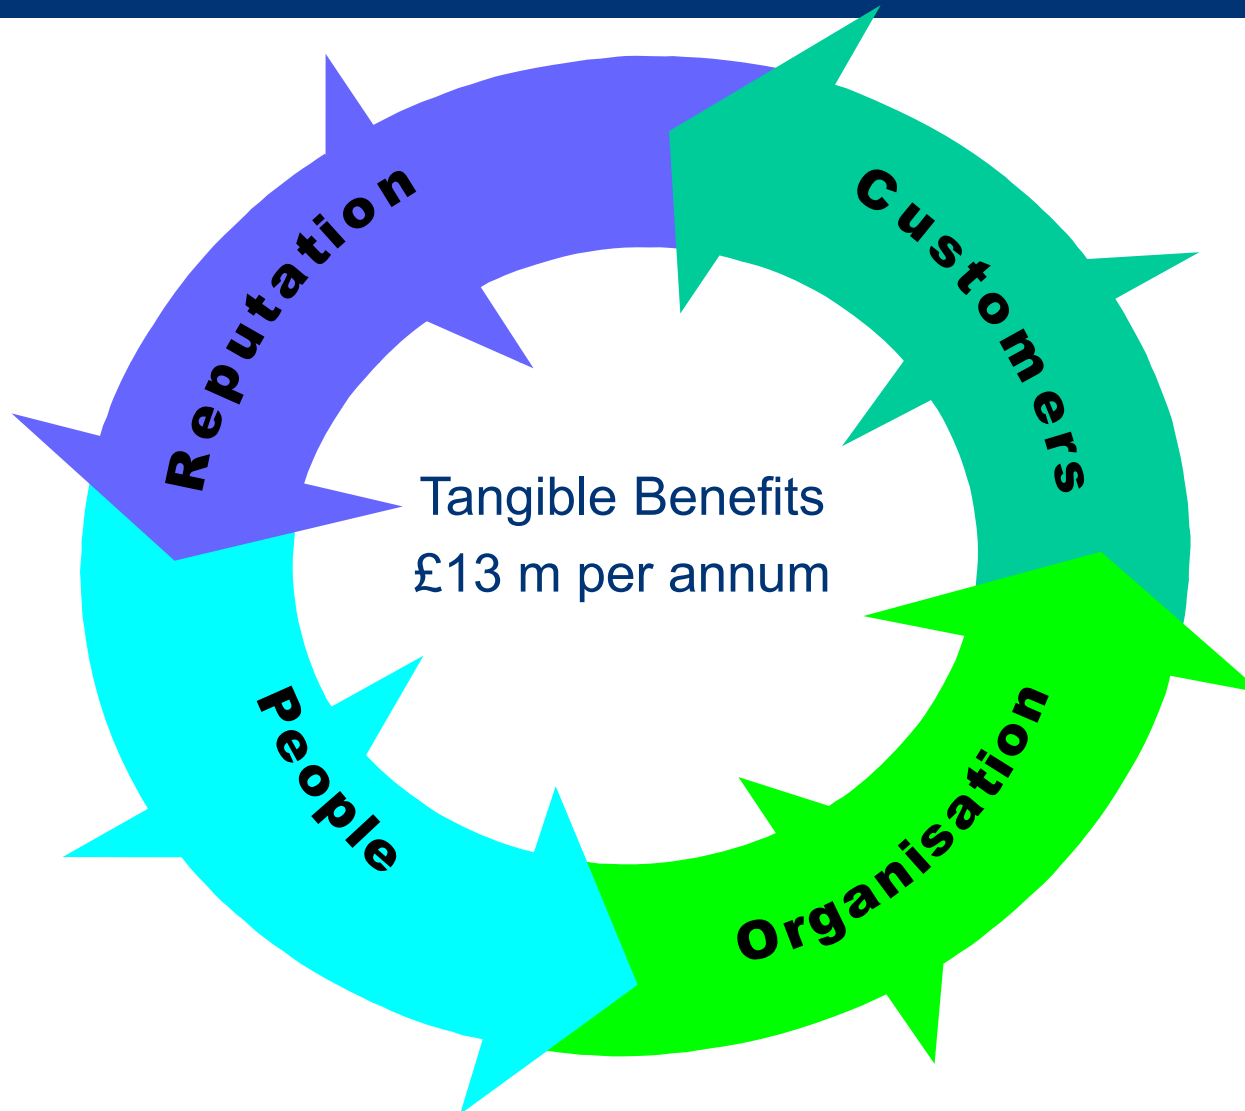 Reputation
Customers
Tangible Benefits
£13 m per annum
People
Organisation